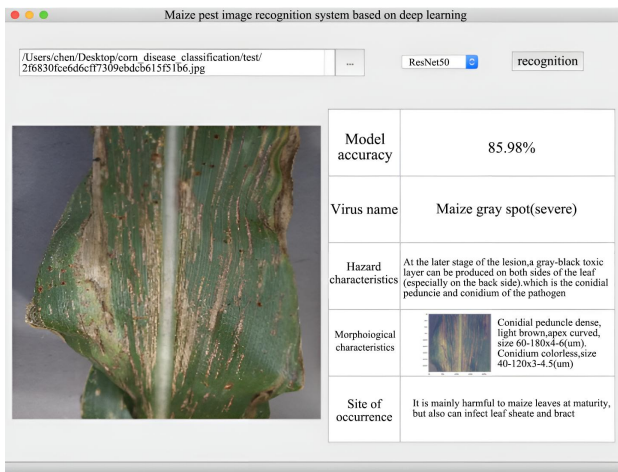 Maize pest image recognition system based on deep learning
/Users/chen/Desktop/corn_disease_classification/test/
2f6830fce6d6cff7309ebdcb615f51b6.jpg
...
ResNet50
recognition
Model
accuracy
85.98%
Virus name
Maize gray spot(severe)
Hazard
characteristics
At the later stage of the lesion,a gray-black toxic
layer can be produced on both sides of the leaf
(especially on the back side).which is the conidial
peduncie and conidium of the pathogen
Morphoiogical
characteristics
Conidial peduncle dense,
light brown,apex curved,
size 60-180x4-6(um).
Conidium colorless,size
40-120x3-4.5(um)
Site of
occurrence
It is mainly harmful to maize leaves at maturity,
but also can infect leaf sheate and bract